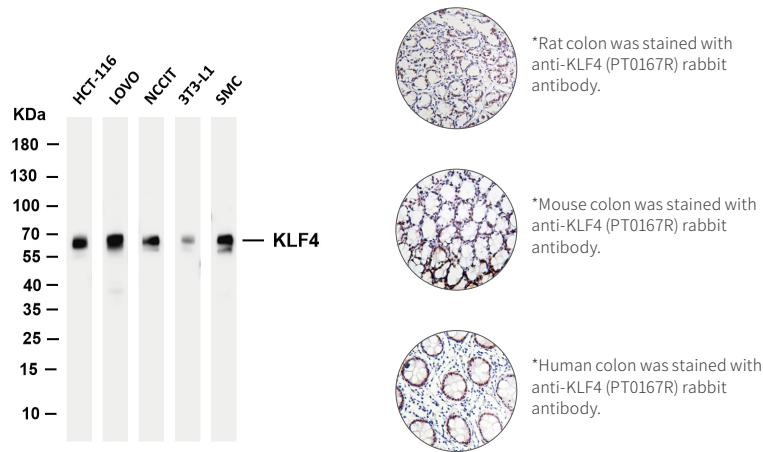 HCT-116
LOVO
NCCIT
3T3-L1
SMC
KDa
180
130
100
70
55
40
35
25
15
10
KLF4
*Rat colon was stained with
anti-KLF4 (PT0167R) rabbit
antibody.
*Mouse colon was stained with
anti-KLF4 (PT0167R) rabbit
antibody.
*Human colon was stained with
anti-KLF4 (PT0167R) rabbit
antibody.